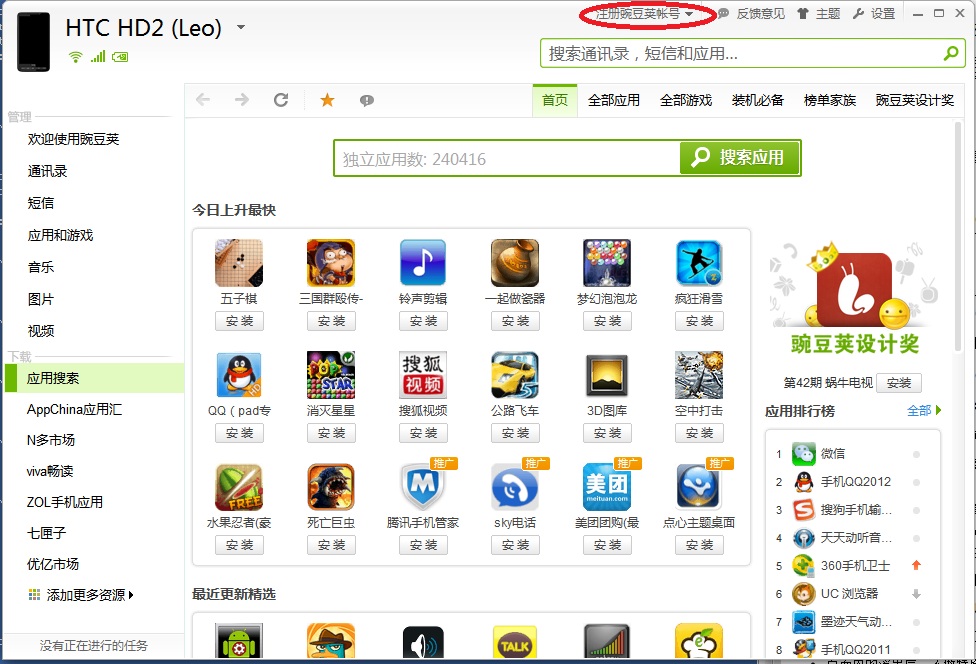 HTC HD2 (Leo)
注册豌豆荚帐号
反馈意见 主题 设置
搜索通讯录，短信和应用...
首页 全部应用 全部游戏 装机必备 榜单家族 豌豆荚设计奖
管理
欢迎使用豌豆荚
通讯录
短信
应用和游戏
音乐
图片
视频
下载
应用搜索
AppChina应用汇
N多市场
viva畅读
ZOL手机应用
七匣子
优亿市场
添加更多资源
没有正在进行的任务
独立应用数: 240416
搜索应用
今日上升最快
五子棋 三国群殴传- 铃声剪辑 一起做瓷器 梦幻泡泡龙 疯狂滑雪
安装 安装 安装 安装 安装 安装
POP STAR
搜狐视频
QQ（pad专 消灭星星 搜狐视频 公路飞车 3D图库 空中打击
安装 安装 安装 安装 安装 安装
推广 推广 推广 推广
FREE
美团
meituan.com
水果忍者(豪 死亡巨虫 腾讯手机管家 sky电话 美团团购(最 点心主题桌面
安装 安装 安装 安装 安装 安装
最近更新精选
TALK
豌豆荚设计奖
第42期 蜗牛电视 安装
应用排行榜 全部
1 微信
2 手机QQ2012
3 搜狗手机输...
4 天天动听音...
5 360手机卫士
6 UC 浏览器
7 墨迹天气动...
8 手机QQ2011